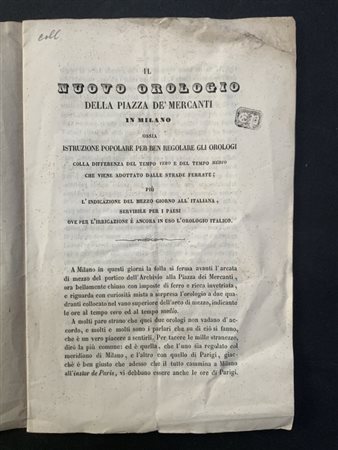 coll.
IL
NUOVO OROLOGIO
DELLA PIAZZA DE' MERCANTI
IN MILANO
OSSIA
ISTRUZIONE POPOLARE PER BEN REGOLARE GLI OROLOGI
COLLA DIFFERENZA DEL TEMPO VERO E DEL TEMPO MEDIO
CHE VIENE ADOTTATO DALLE STRADE FERRATE;
PIÙ
L'INDICAZIONE DEL MEZZO GIORNO ALL'ITALIANA,
SERVIBILE PER I PAESI
OVE PER L'IRRIGAZIONE È ANCORA IN USO L'OROLOGIO ITALICO.
A Milano in questi giorni la folla si ferma avanti l'arcata
di mezzo del portico dell'Archivio alla Piazza dei Mercanti,
ora bellamente chiuso con imposte di ferro e ricca invetriata,
e riguarda con curiosità mista a sorpresa l'orologio a due qua-
dranti collocato nel vano superiore dell'arco di mezzo, indicante
le ore al tempo vero ed al tempo medio.
A molti pare strano che quei due orologi non vadano d'ac-
cordo, e molti e molti sono i parlari che su di ciò si fanno,
che è un vero piacere a sentirli. Per tacere le mille stranezze,
dirò la più comune: ed è quella, che l'uno sia regolato col
meridiano di Milano, e l'altro con quello di Parigi, giac-
chè è ben giusto che adesso che il tutto cammina a Milano
all'instar de Paris, vi debbono essere anche le ore di Parigi,